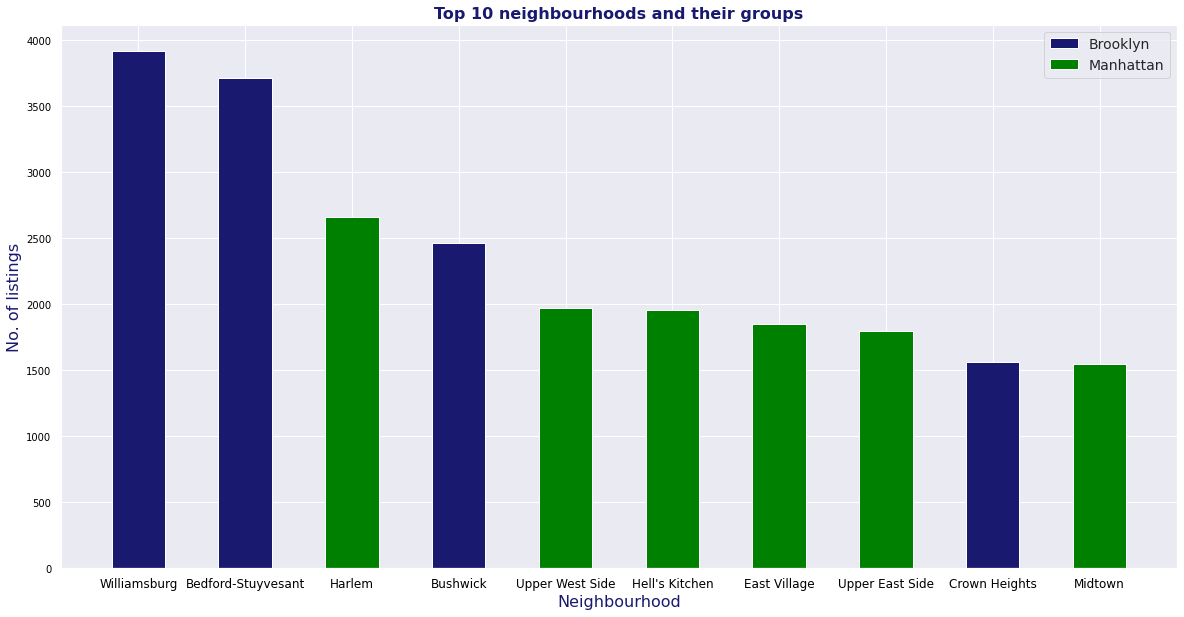 Top 10 neighbourhoods and their groups
Brooklyn
Manhattan
No. of listings
4000
3500
3000
2500
2000
1500
1000
500
0
Williamsburg Bedford-Stuyvesant Harlem Bushwick Upper West Side Hell's Kitchen East Village Upper East Side Crown Heights Midtown
Neighbourhood